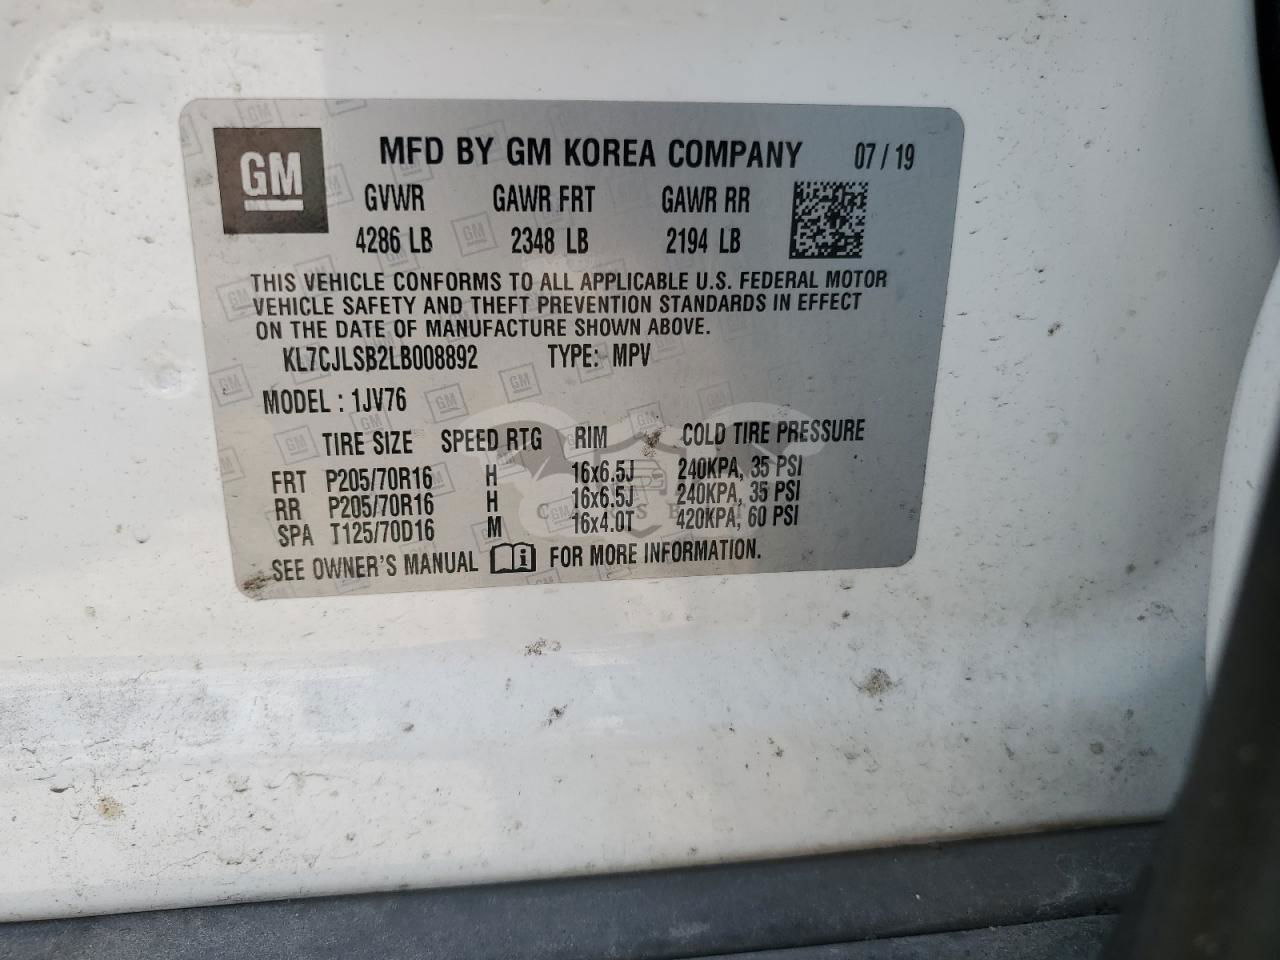 GM
MFD BY GM KOREA COMPANY 07/19
GVWR GAWR FRT GAWR RR
4286 LB 2348 LB 2194 LB
THIS VEHICLE CONFORMS TO ALL APPLICABLE U.S. FEDERAL MOTOR
VEHICLE SAFETY AND THEFT PREVENTION STANDARDS IN EFFECT
ON THE DATE OF MANUFACTURE SHOWN ABOVE.
KL7CJLSB2LB008892 TYPE: MPV
MODEL : 1JV76
TIRE SIZE SPEED RTG RIM COLD TIRE PRESSURE
FRT P205/70R16 H 16x6.5J 240KPA, 35 PSI
RR P205/70R16 H 16x6.5J 240KPA, 35 PSI
SPA T125/70D16 M 16x4.0T 420KPA, 60 PSI
SEE OWNER'S MANUAL FOR MORE INFORMATION.